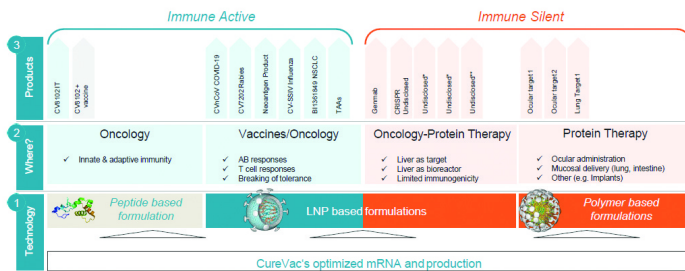 Immune Active
Immune Silent
3
Products
CV8102 IT
CV8102+
vaccine
CVnCoV COVID-19
CV7202 Rabies
Neoantigen Product
CV-SSIV Influenza
BI1361849 NSCLC
TAAs
Genmab
CRISPR
Undisclosed
Undisclosed*
Undisclosed*
Undisclosed**
Ocular target 1
Ocular target 2
Lung Target 1
2
Where?
Oncology
✓ Innate & adaptive immunity
Vaccines/Oncology
✓ AB responses
✓ T cell responses
✓ Breaking of tolerance
Oncology-Protein Therapy
✓ Liver as target
✓ Liver as bioreactor
✓ Limited immunogenicity
Protein Therapy
✓ Ocular administration
✓ Mucosal delivery (lung, intestine)
✓ Other (e.g. Implants)
1
Technology
Peptide based
formulation
LNP based formulations
Polymer based
formulations
CureVac's optimized mRNA and production